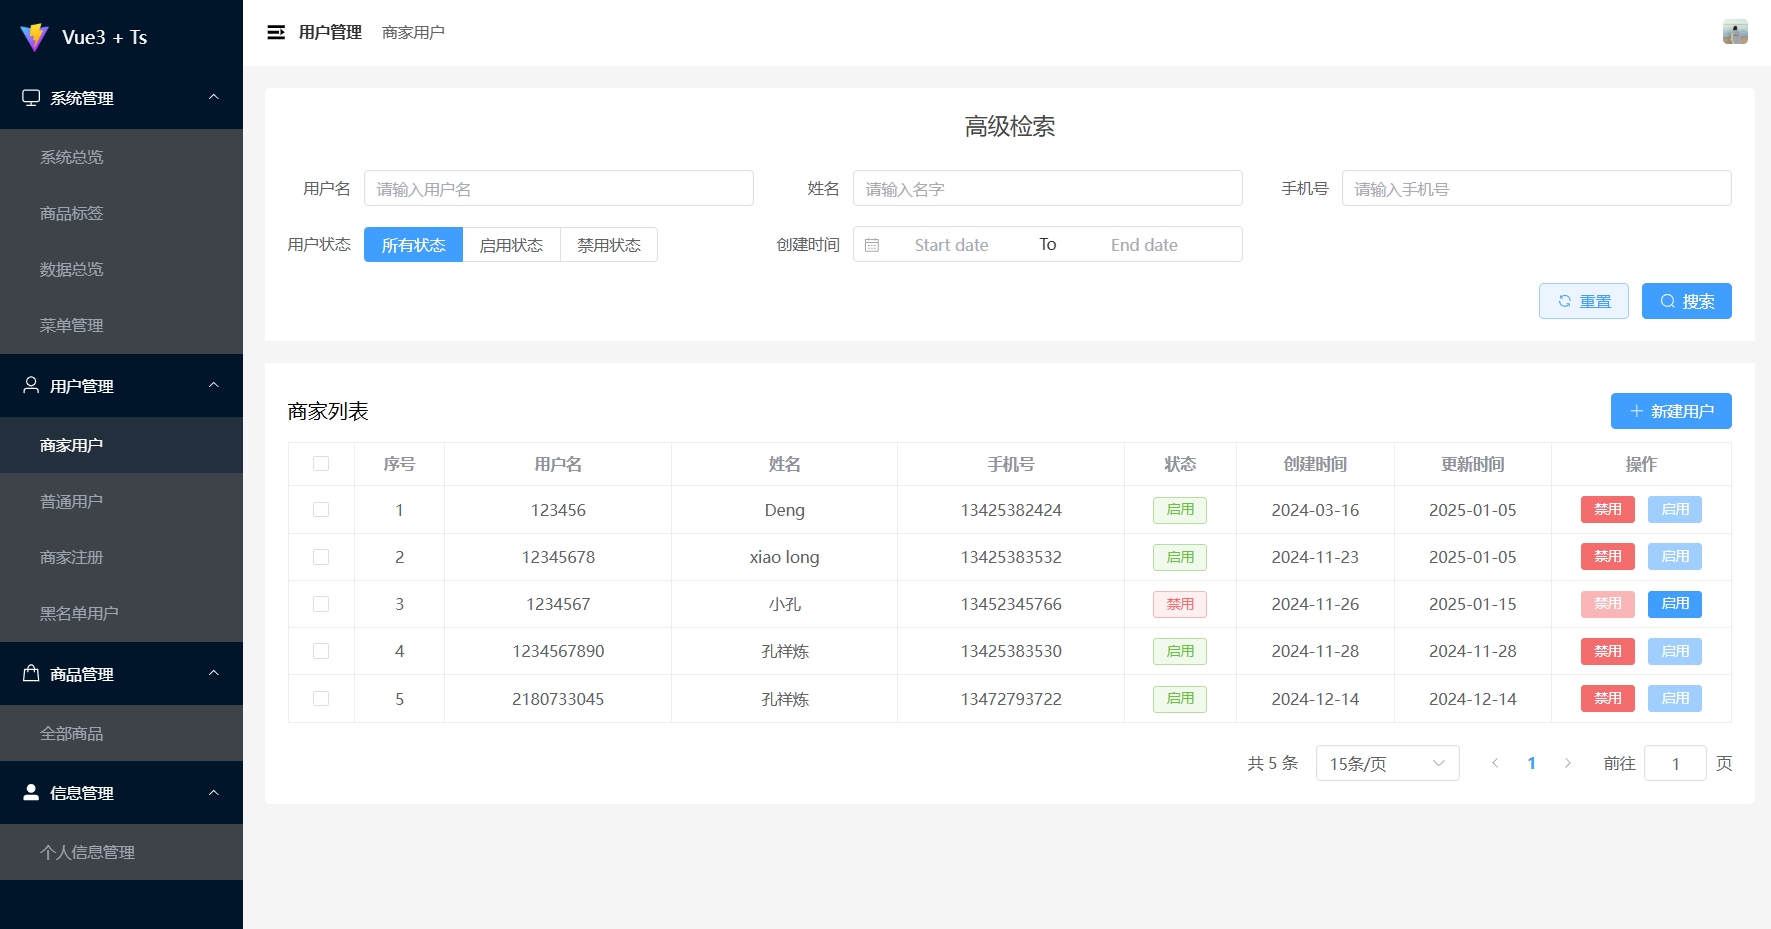 Vue3 + Ts
系统管理
系统总览
商品标签
数据总览
菜单管理
用户管理
商家用户
普通用户
商家注册
黑名单用户
商品管理
全部商品
信息管理
个人信息管理
用户管理 商家用户
高级检索
用户名 请输入用户名 姓名 请输入名字 手机号 请输入手机号
用户状态 所有状态 启用状态 禁用状态 创建时间 Start date To End date
重置 搜索
商家列表 新建用户
序号 用户名 姓名 手机号 状态 创建时间 更新时间 操作
1 123456 Deng 13425382424 启用 2024-03-16 2025-01-05 禁用 启用
2 12345678 xiao long 13425383532 启用 2024-11-23 2025-01-05 禁用 启用
3 1234567 小孔 13452345766 禁用 2024-11-26 2025-01-15 禁用 启用
4 1234567890 孔祥炼 13425383530 启用 2024-11-28 2024-11-28 禁用 启用
5 2180733045 孔祥炼 13472793722 启用 2024-12-14 2024-12-14 禁用 启用
共 5 条 15条/页 1 前往 1 页